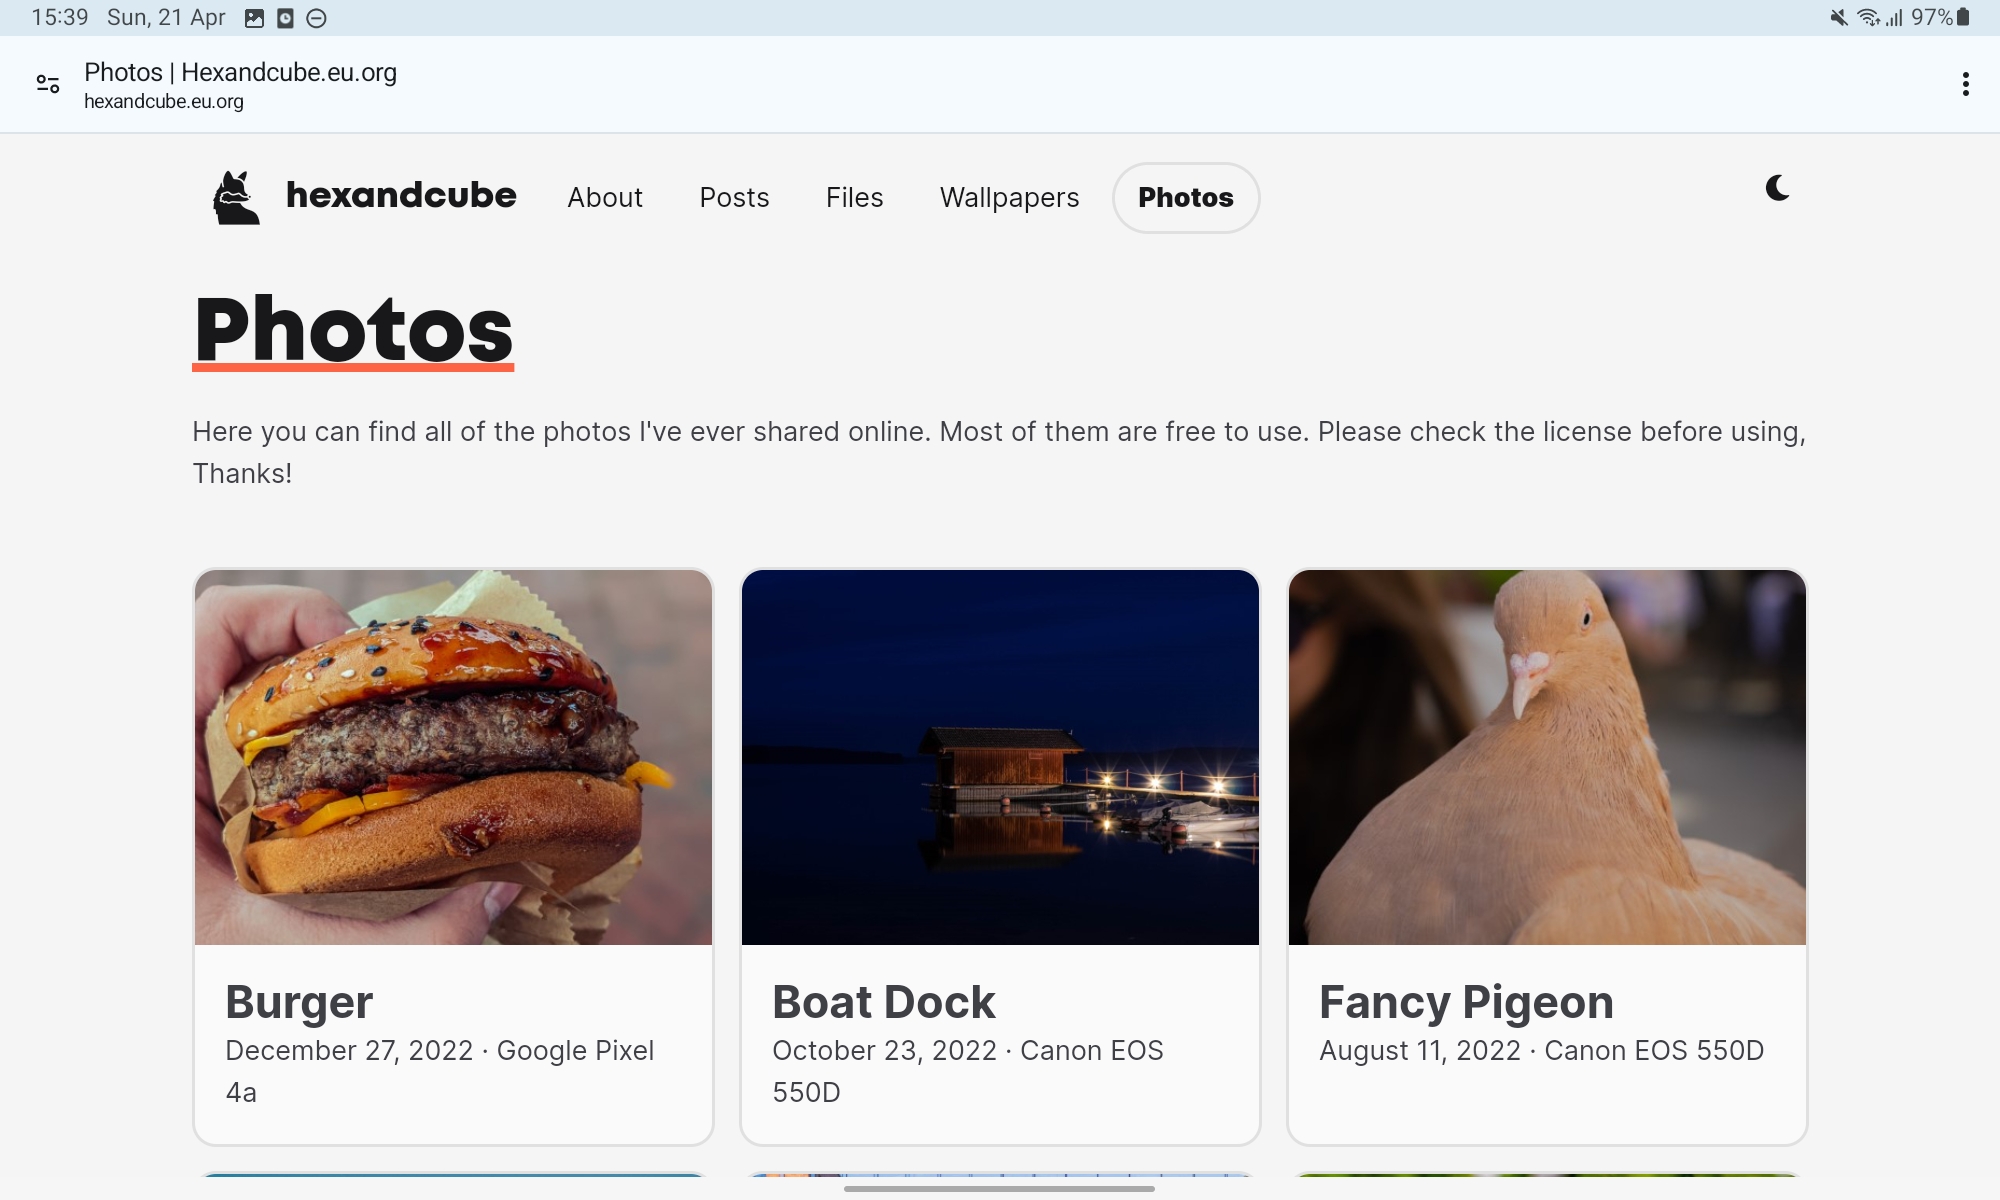 15:39 Sun, 21 Apr
97%
Photos | Hexandcube.eu.org
hexandcube.eu.org
hexandcube About Posts Files Wallpapers Photos
Photos
Here you can find all of the photos I've ever shared online. Most of them are free to use. Please check the license before using,
Thanks!
Burger
December 27, 2022 · Google Pixel
4a
Boat Dock
October 23, 2022 · Canon EOS
550D
Fancy Pigeon
August 11, 2022 · Canon EOS 550D